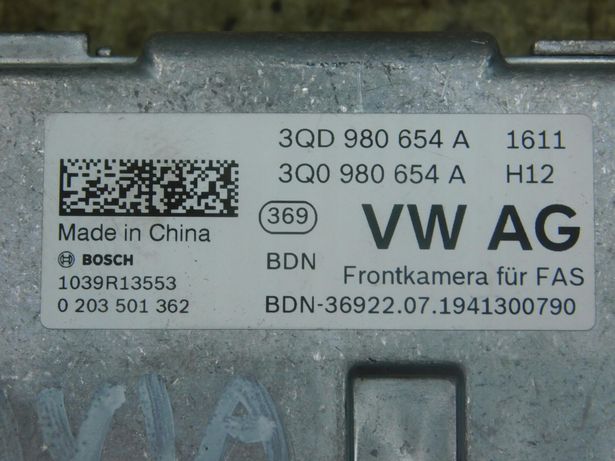 3QD 980 654 A 1611
3Q0 980 654 A H12
369
VW AG
Made in China
BOSCH
BDN
Frontkamera für FAS
1039R13553
0 203 501 362
BDN-36922.07.1941300790
AVIA